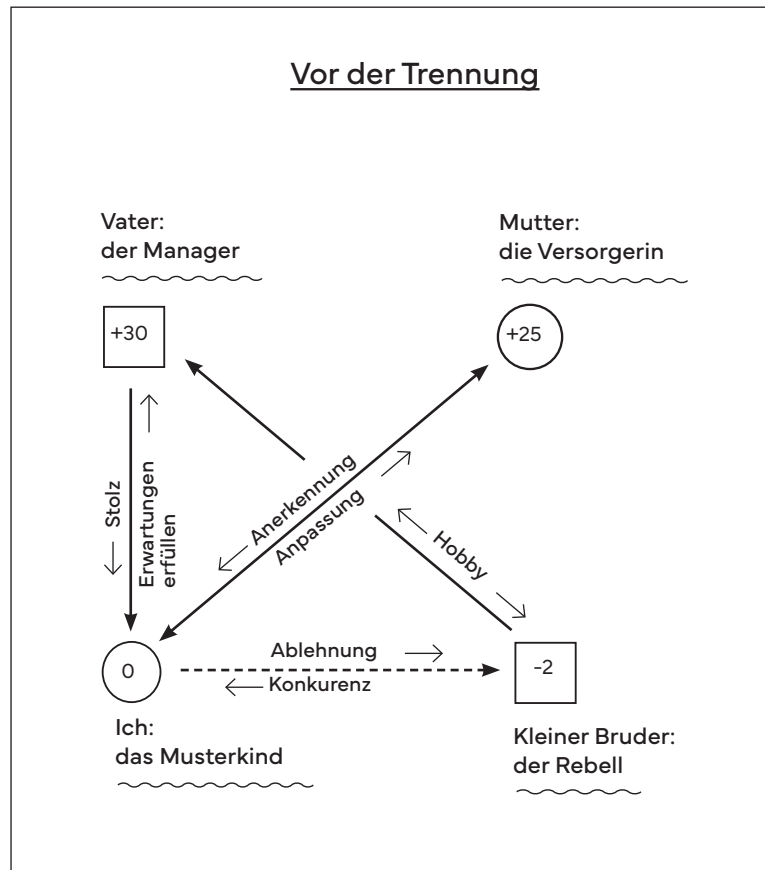 Vor der Trennung
Vater:
der Manager
Mutter:
die Versorgerin
+30
+25
Stolz
Erwartungen
erfüllen
Anerkennung
Anpassung
Hobby
Ablehnung
Konkurenz
0
-2
Ich:
das Musterkind
Kleiner Bruder:
der Rebell